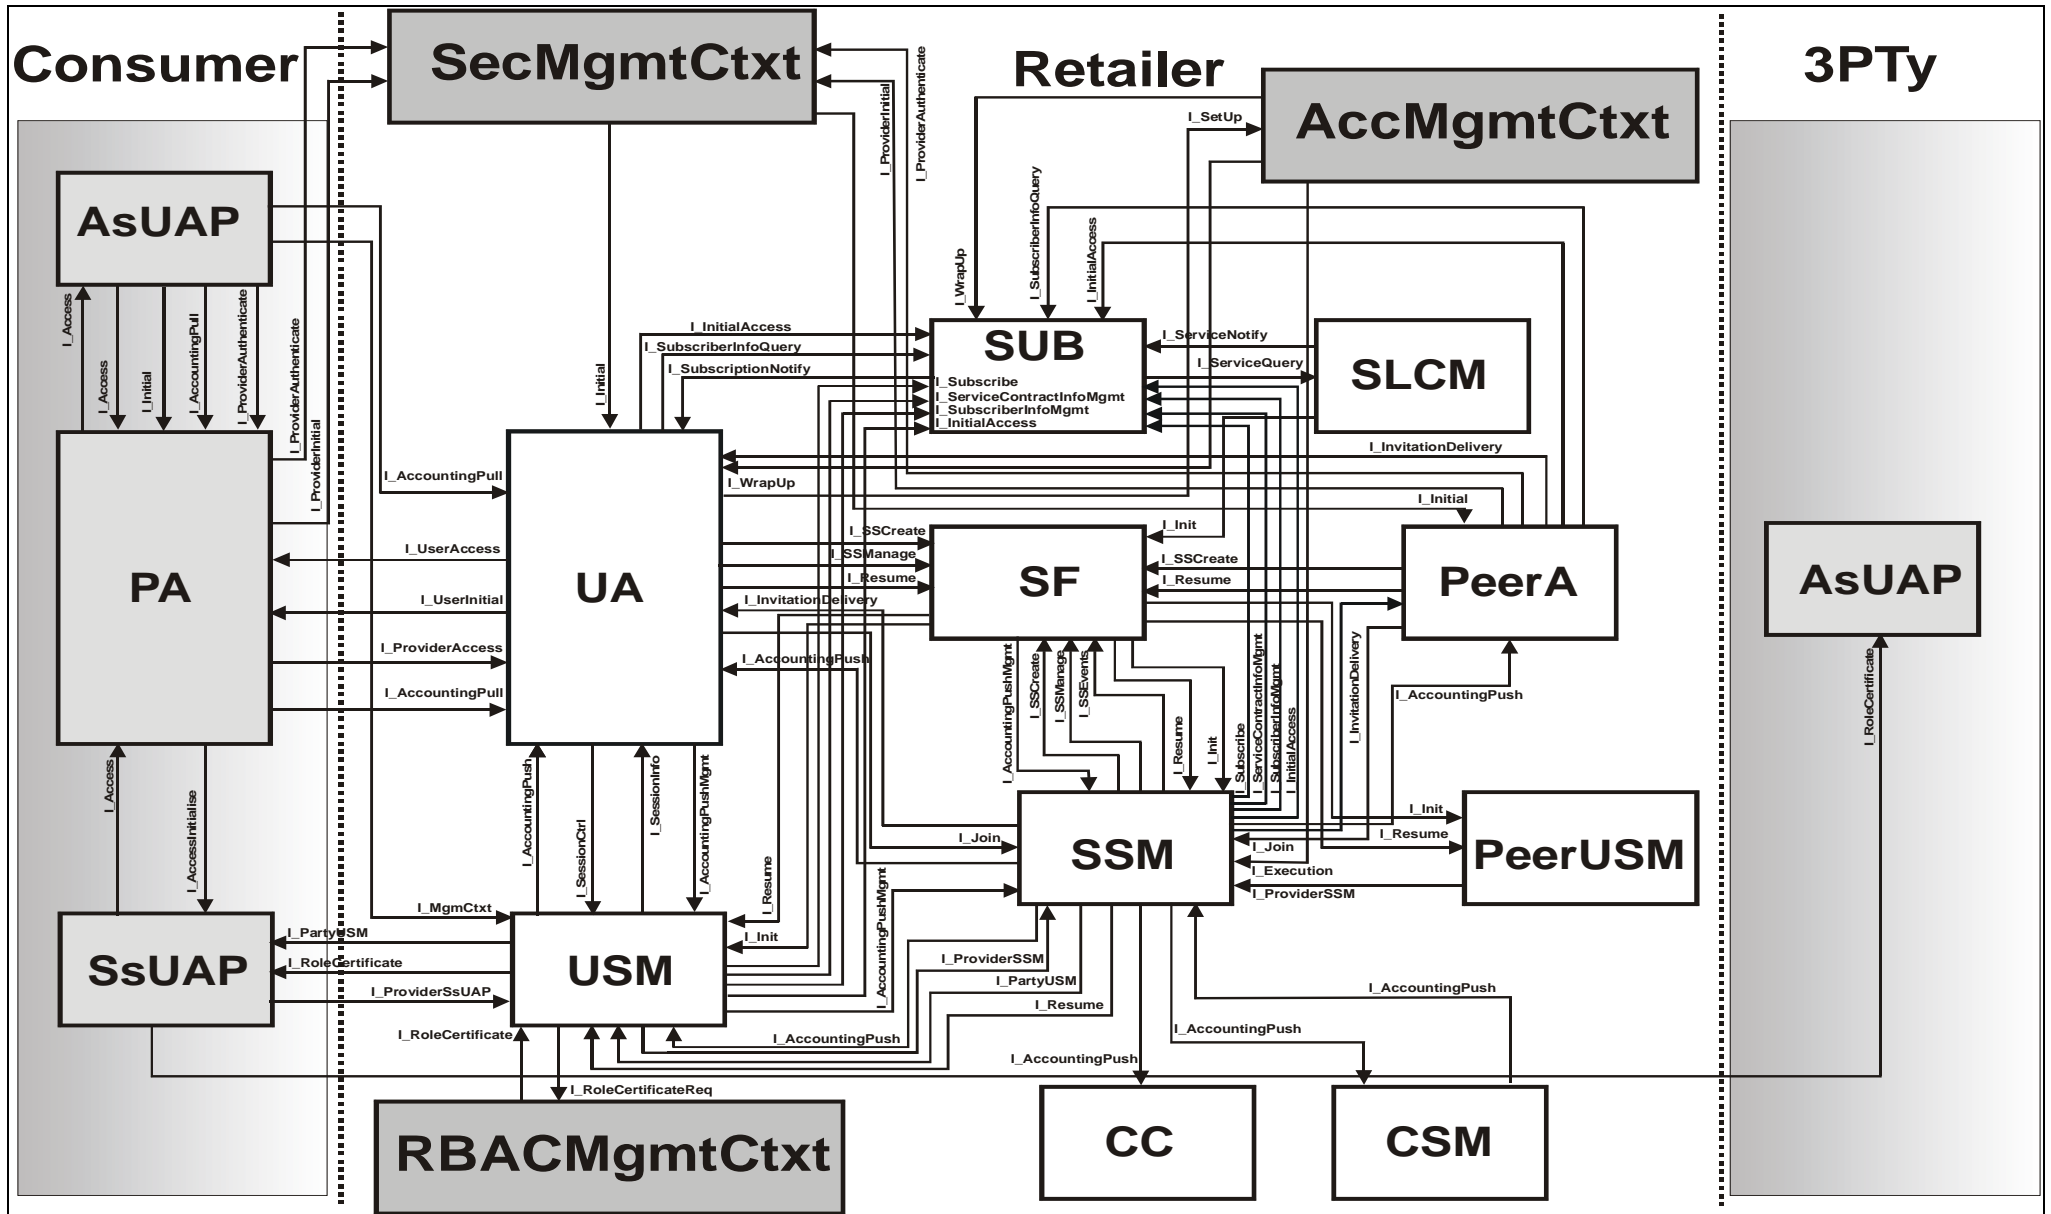 Consumer
SecMgmtCtxt
Retailer
3PTy
AccMgmtCtxt
I_SetUp
I_ProviderInitial
I_ProviderAuthenticate
AsUAP
I_Access
I_Access
I_Initial
I_AccountingPull
I_ProviderAuthenticate
I_ProviderAuthenticate
I_ProviderInitial
I_Initial
I_WrapUp
I_SubscriberInfoQuery
I_InitialAccess
I_InitialAccess
I_SubscriberInfoQuery
I_SubscriptionNotify
SUB
I_Subscribe
I_ServiceContractInfoMgmt
I_SubscriberInfoMgmt
I_InitialAccess
I_ServiceNotify
I_ServiceQuery
SLCM
I_InvitationDelivery
I_AccountingPull
I_WrapUp
I_Initial
PA
UA
SF
PeerA
AsUAP
I_UserAccess
I_UserInitial
I_ProviderAccess
I_AccountingPull
I_SSCreate
I_SSManage
I_Resume
I_InvitationDelivery
I_AccountingPush
I_Init
I_SSCreate
I_Resume
I_AccountingPushMgmt
I_SSCreate
I_SSManage
I_SSEvents
I_Resume
I_Init
I_Subscribe
I_ServiceContractInfoMgmt
I_SubscriberInfoMgmt
I_InitialAccess
I_InvitationDelivery
I_AccountingPush
I_RoleCertificate
I_Access
I_AccessInitialise
I_AccountingPush
I_SessionCtrl
I_SessionInfo
I_AccountingPushMgmt
I_Resume
I_AccountingPushMgmt
I_Join
SSM
I_Init
I_Resume
I_Join
I_Execution
I_ProviderSSM
PeerUSM
I_MgmCtxt
I_PartyUSM
I_RoleCertificate
I_ProviderSsUAP
SsUAP
USM
I_Init
I_ProviderSSM
I_PartyUSM
I_Resume
I_AccountingPush
I_AccountingPush
I_AccountingPush
I_AccountingPush
I_RoleCertificate
I_RoleCertificateReq
RBACMgmtCtxt
CC
CSM